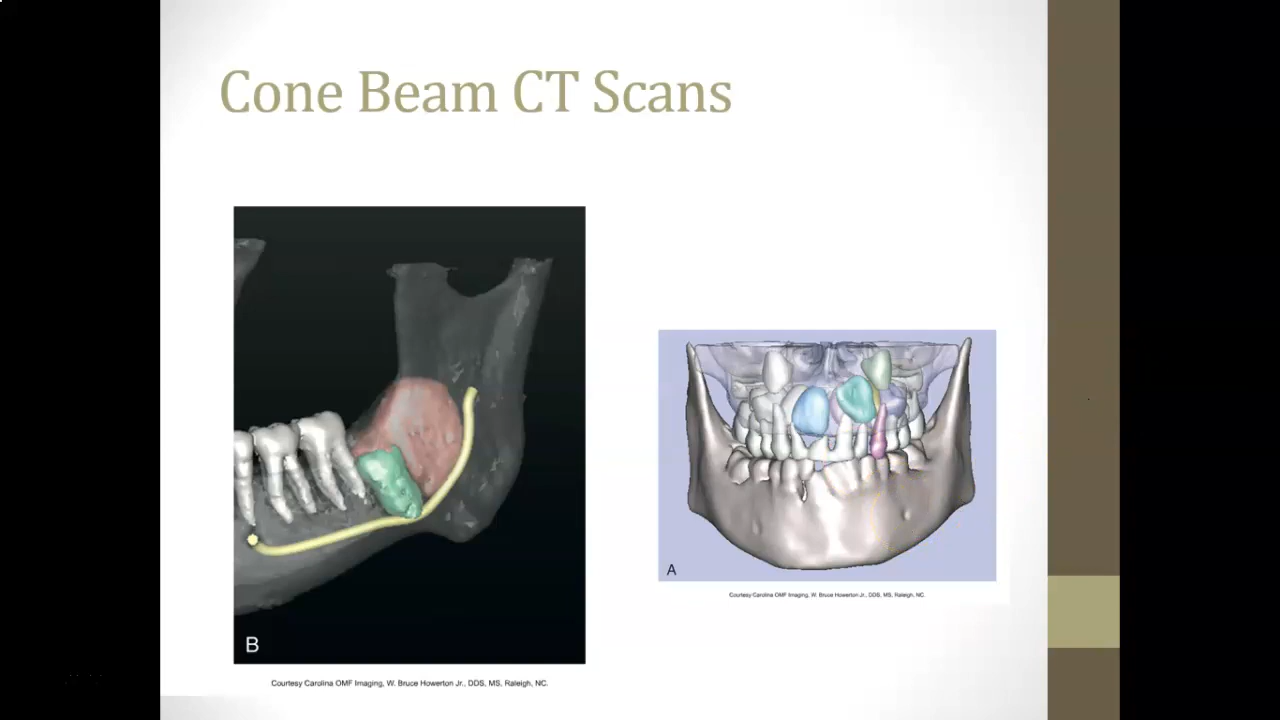 Cone Beam CT Scans
B
Courtesy Carolina OMF Imaging, W. Bruce Howerton Jr., DDS, MS, Raleigh, NC.
A
Courtesy Carolina OMF Imaging, W. Bruce Howerton Jr., DDS, MS, Raleigh, NC.